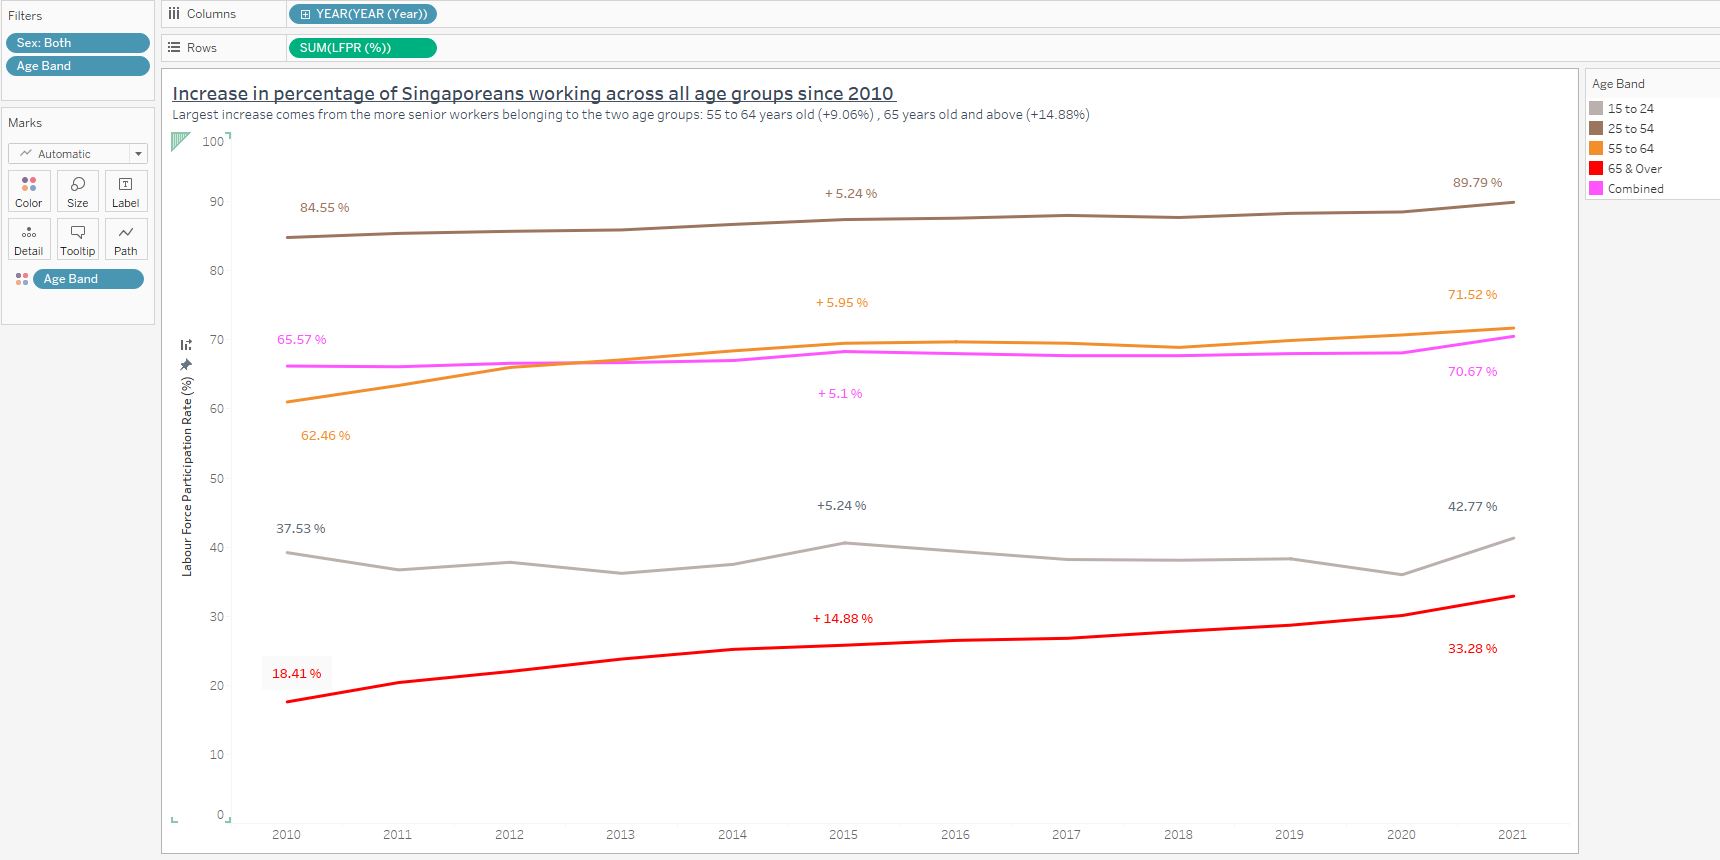 Filters
Sex: Both
Age Band
Marks
Automatic
Color
Size
Label
Detail
Tooltip
Path
Age Band
Columns
YEAR(YEAR (Year))
Rows
SUM(LFPR (%))
Increase in percentage of Singaporeans working across all age groups since 2010
Largest increase comes from the more senior workers belonging to the two age groups: 55 to 64 years old (+9.06%) , 65 years old and above (+14.88%)
Labour Force Participation Rate (%)
100
90
80
70
60
50
40
30
20
10
0
84.55 %
+ 5.24 %
89.79 %
+ 5.95 %
71.52 %
65.57 %
70.67 %
+ 5.1 %
62.46 %
+5.24 %
42.77 %
37.53 %
+ 14.88 %
33.28 %
18.41 %
2010
2011
2012
2013
2014
2015
2016
2017
2018
2019
2020
2021
Age Band
15 to 24
25 to 54
55 to 64
65 & Over
Combined